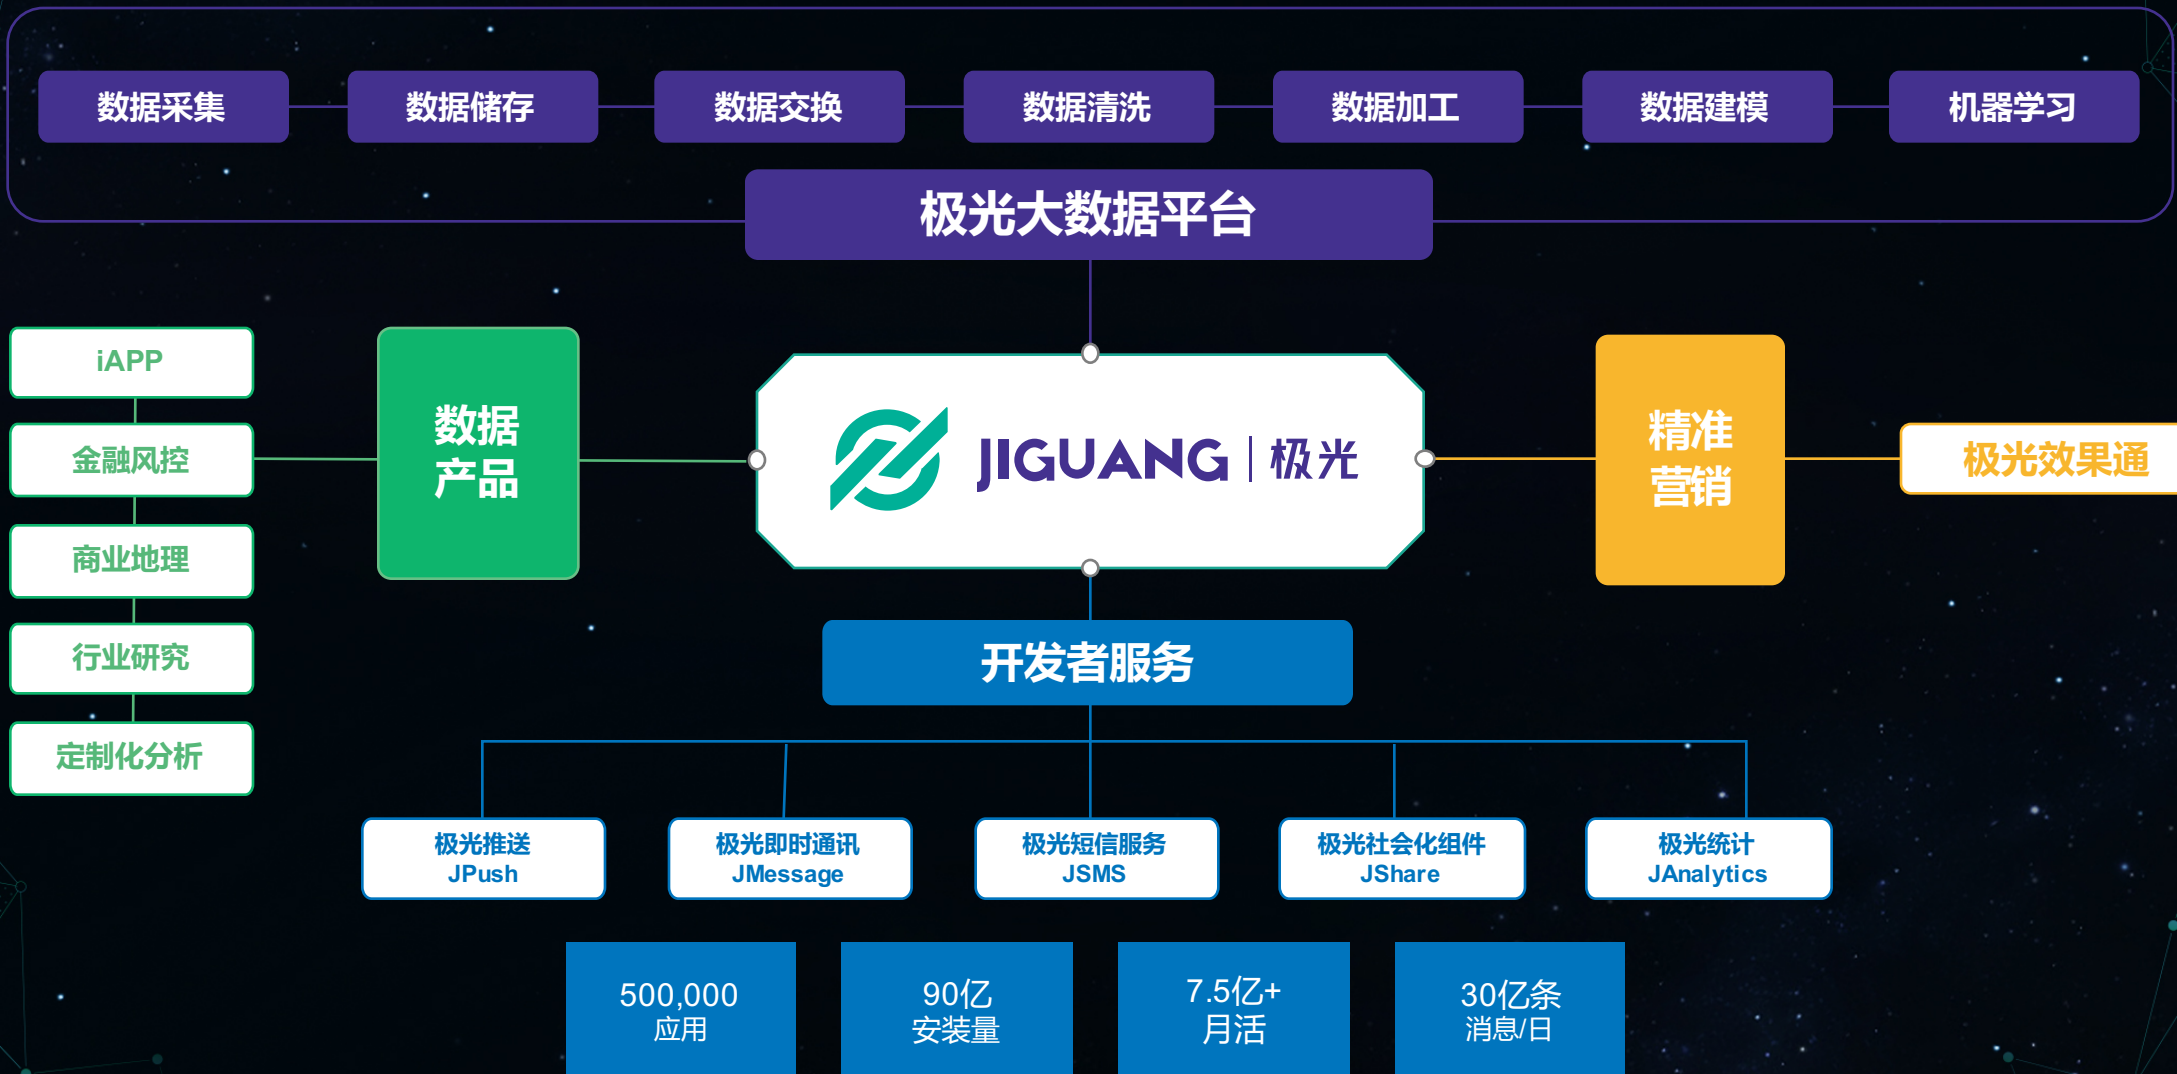 数据采集
数据储存
数据交换
数据清洗
数据加工
数据建模
机器学习
极光大数据平台
iAPP
金融风控
商业地理
行业研究
定制化分析
数据
产品
JIGUANG | 极光
精准
营销
极光效果通
开发者服务
极光推送
JPush
极光即时通讯
JMessage
极光短信服务
JSMS
极光社会化组件
JShare
极光统计
JAnalytics
500,000
应用
90亿
安装量
7.5亿+
月活
30亿条
消息/日